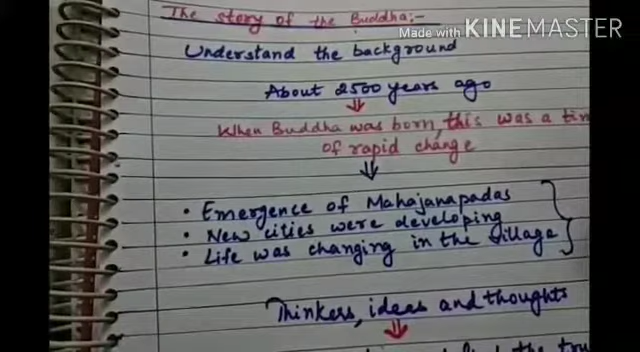 The story of the Buddha:-
Made with KINEMASTER
Understand the background
About 2500 years ago
When Buddha was born, this was a
of rapid change
• Emergence of Mahajanapadas
• New cities were developing
• Life was changing in the village
Thinkers, ideas and thoughts
the